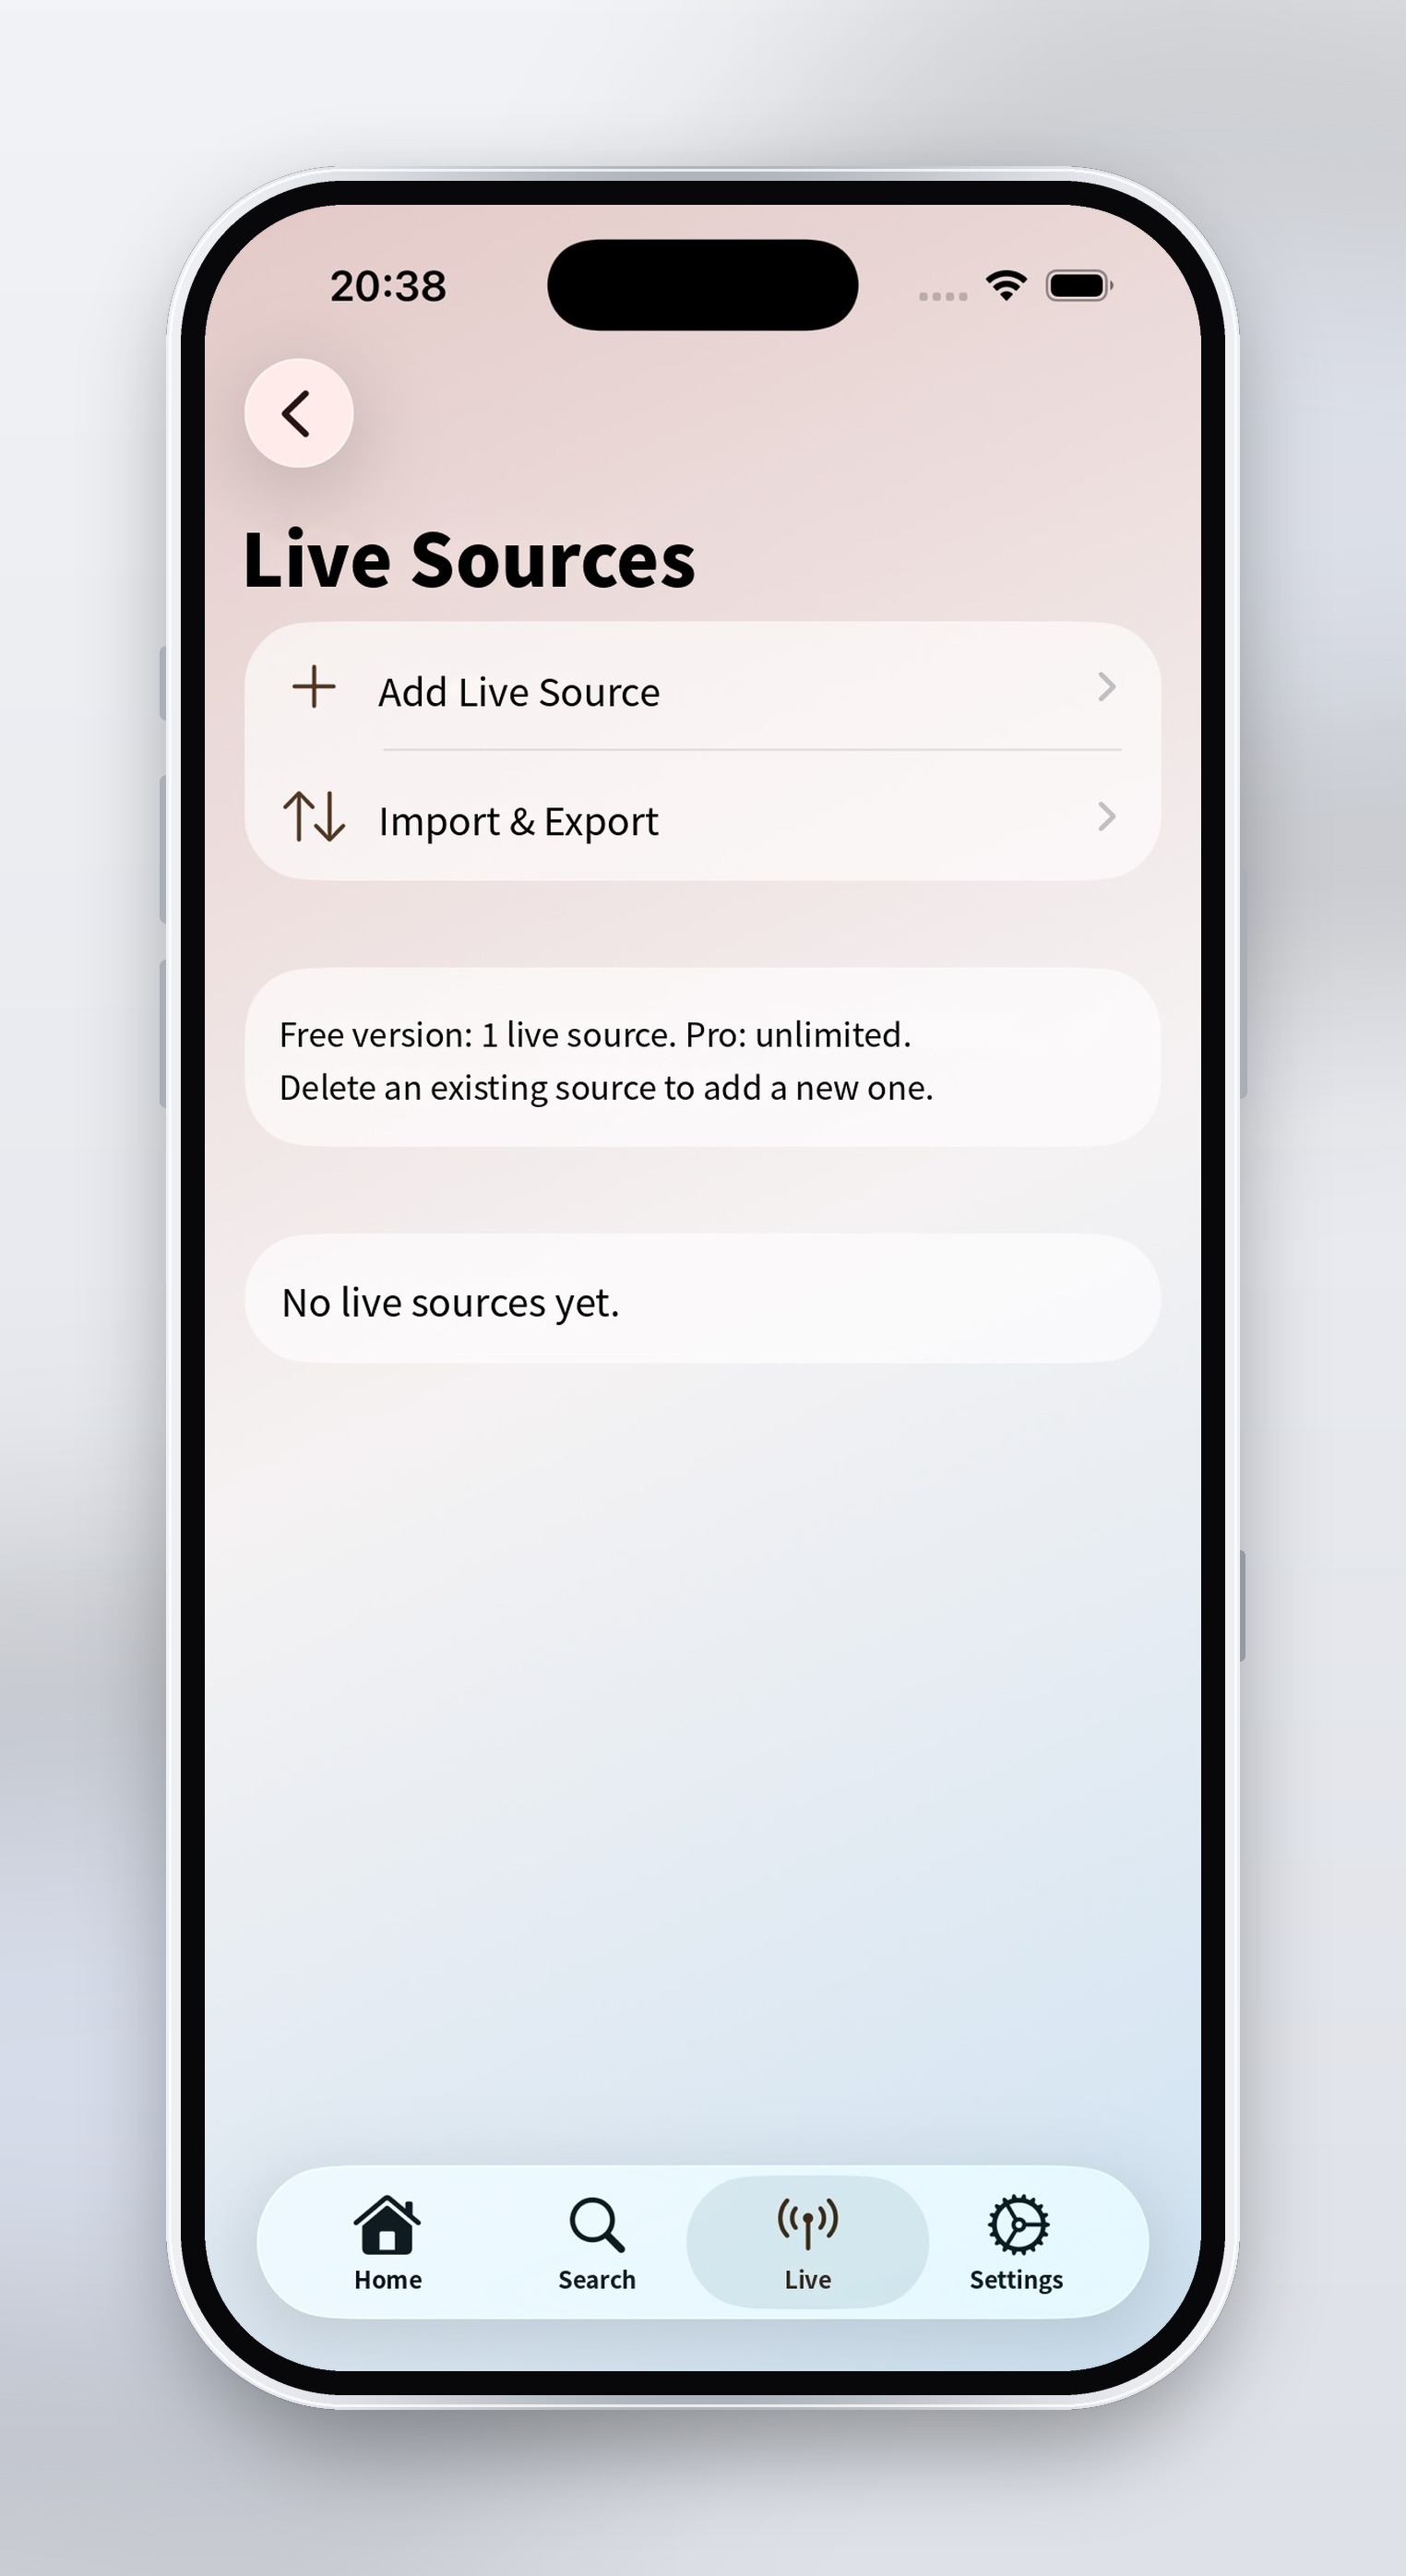 20:38
Live Sources
Add Live Source
Import & Export
Free version: 1 live source. Pro: unlimited.
Delete an existing source to add a new one.
No live sources yet.
Home
Search
Live
Settings